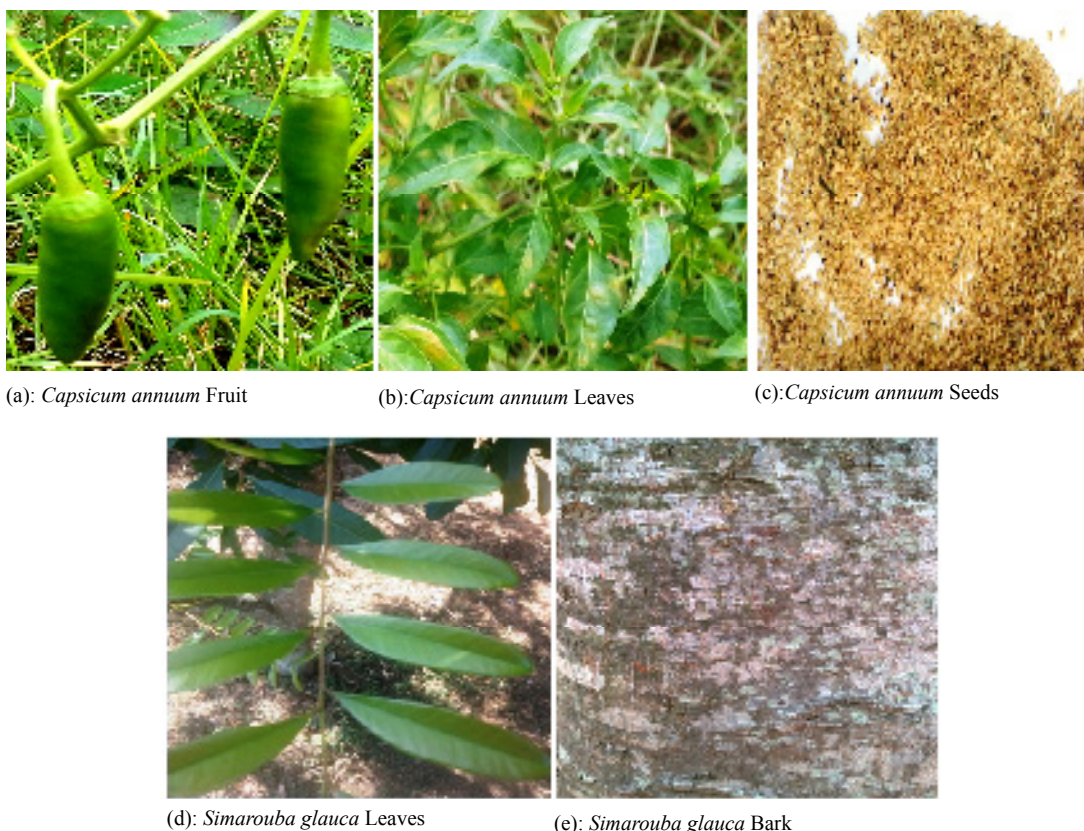 (a): Capsicum annuum Fruit
(b):Capsicum annuum Leaves
(c):Capsicum annuum Seeds
(d): Simarouba glauca Leaves
(e): Simarouba glauca Bark